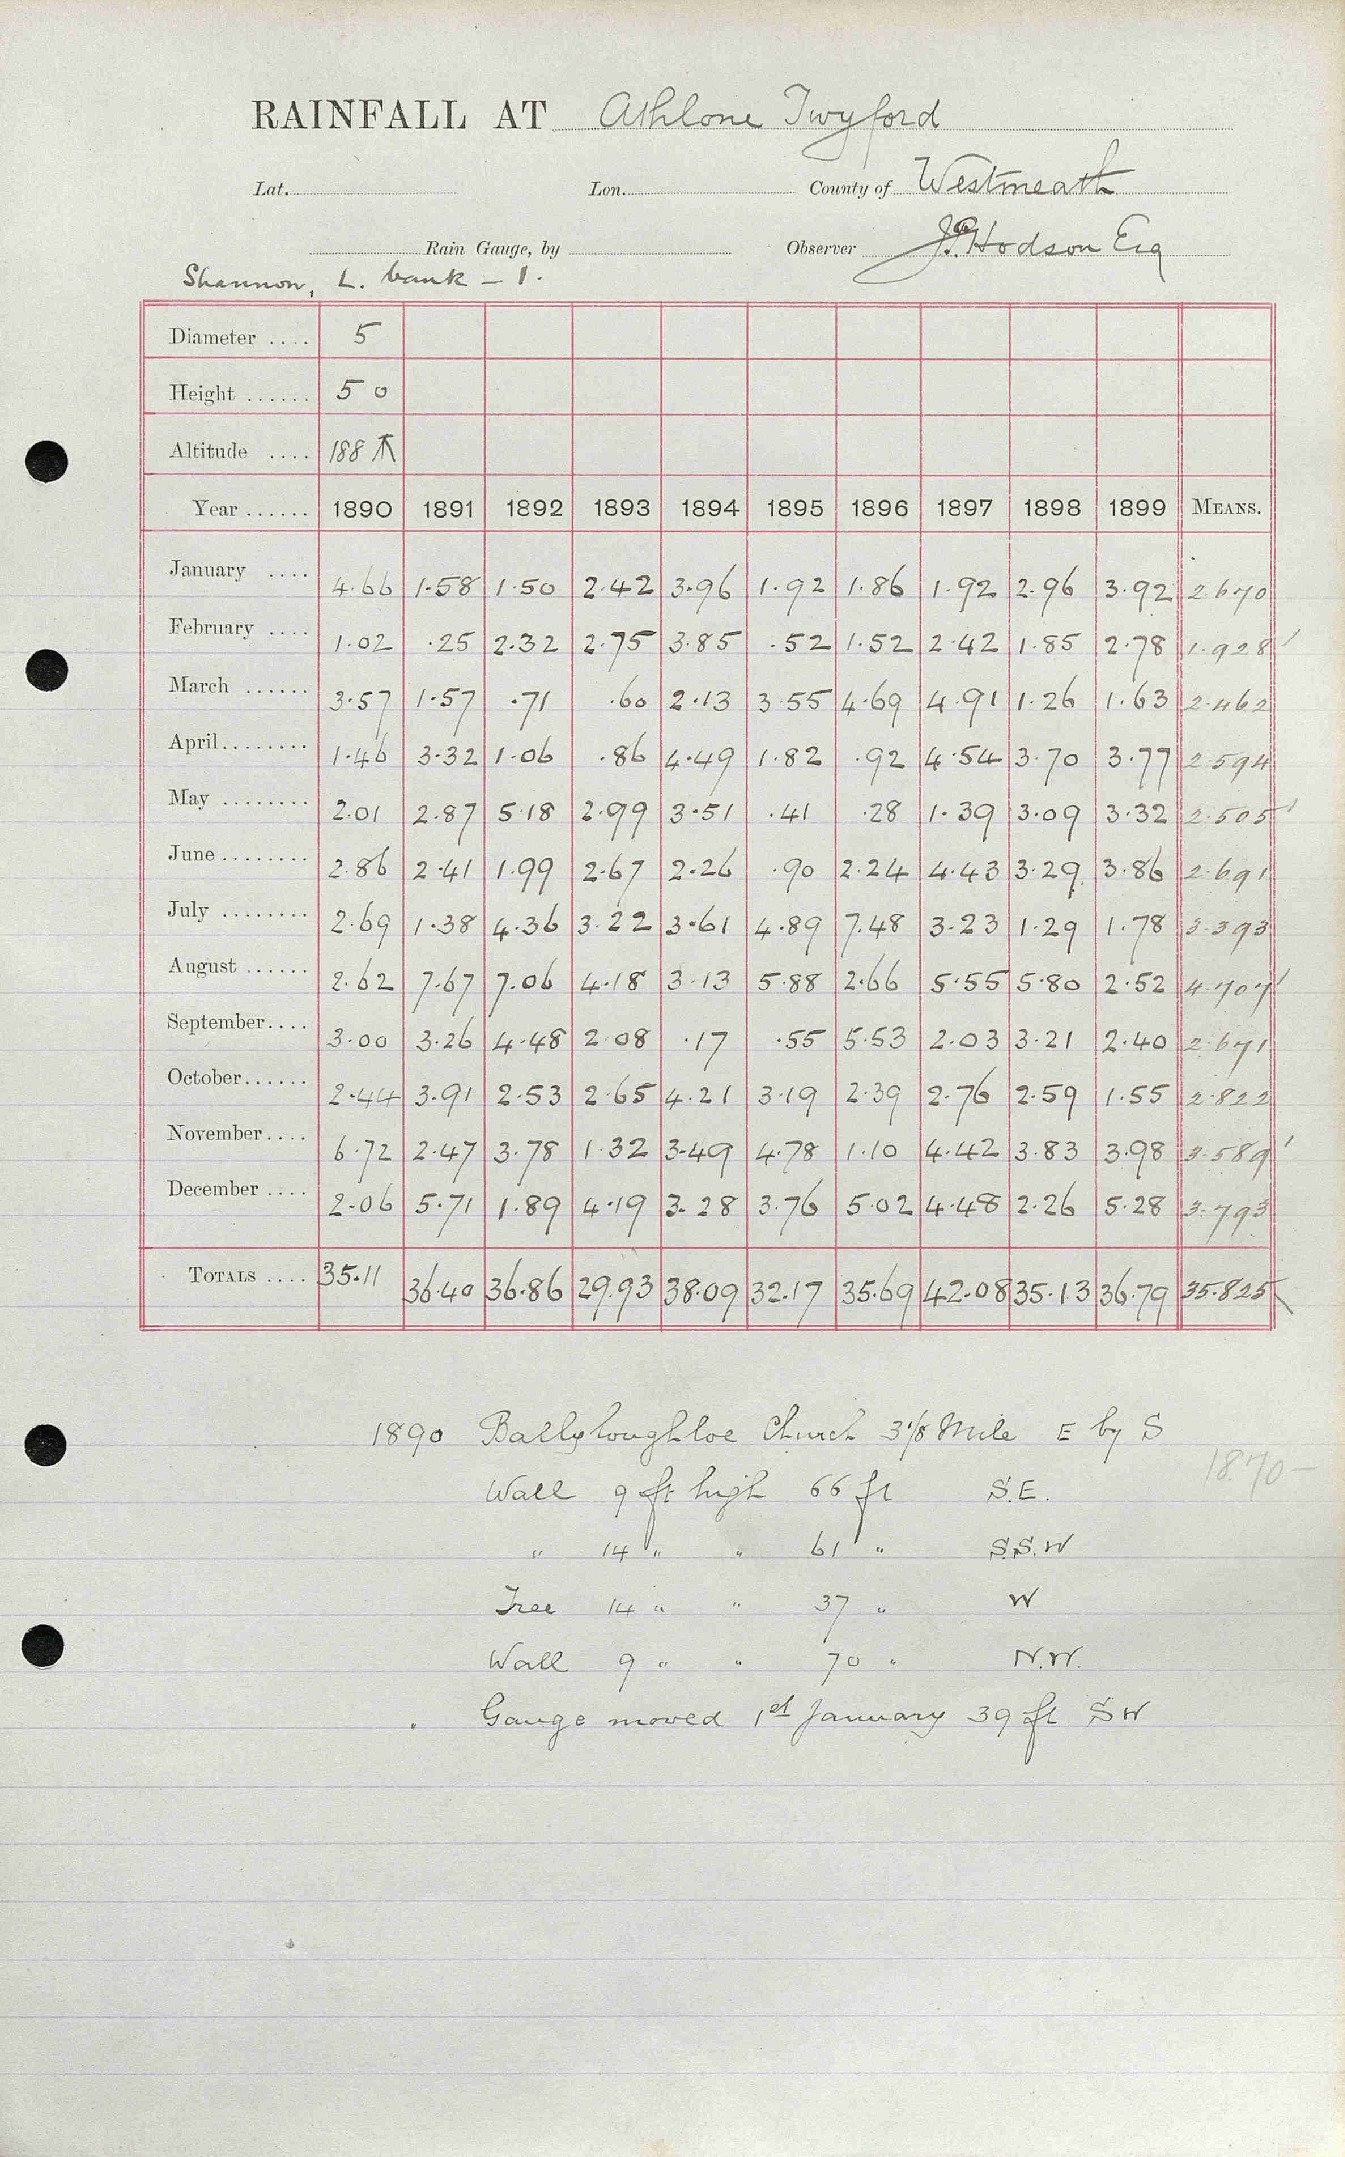 RAINFALL AT Athlone Twyford
Lat. Lon. County of Westmeath
Rain Gauge, by Observer J. Hodson Esq
Shannon, L. bank - 1.
Diameter .... 5
Height ...... 5 0
Altitude .... 188
Year ...... 1890 1891 1892 1893 1894 1895 1896 1897 1898 1899 MEANS.
January .... 4.66 1.58 1.50 2.42 3.96 1.92 1.86 1.92 2.96 3.92 2.670
February .... 1.02 .25 2.32 2.75 3.85 .52 1.52 2.42 1.85 2.78 1.928
March ...... 3.57 1.57 .71 .60 2.13 3.55 4.69 4.91 1.26 1.63 2.462
April........ 1.46 3.32 1.06 .86 4.49 1.82 .92 4.54 3.70 3.77 2.594
May ........ 2.01 2.87 5.18 2.99 3.51 .41 .28 1.39 3.09 3.32 2.505
June ........ 2.86 2.41 1.99 2.67 2.26 .90 2.24 4.43 3.29 3.86 2.691
July ........ 2.69 1.38 4.36 3.22 3.61 4.89 7.48 3.23 1.29 1.78 3.393
August ...... 2.62 7.67 7.06 4.18 3.13 5.88 2.66 5.55 5.80 2.52 4.707
September.... 3.00 3.26 4.48 2.08 .17 .55 5.53 2.03 3.21 2.40 2.671
October...... 2.44 3.91 2.53 2.65 4.21 3.19 2.39 2.76 2.59 1.55 2.822
November.... 6.72 2.47 3.78 1.32 3.49 4.78 1.10 4.42 3.83 3.98 3.589
December .... 2.06 5.71 1.89 4.19 3.28 3.76 5.02 4.48 2.26 5.28 3.793
TOTALS .... 35.11 36.40 36.86 29.93 38.09 32.17 35.69 42.08 35.13 36.79 35.825
1890 Ballyloughloe Church 3 1/8 Mile E by S
1870-
Wall 9 ft high 66 ft S.E.
" 14 " " 61 " S.S.W
Tree 14 " " 37 " W
Wall 9 " " 70 " N.W.
Gauge moved 1st January 39 ft SW